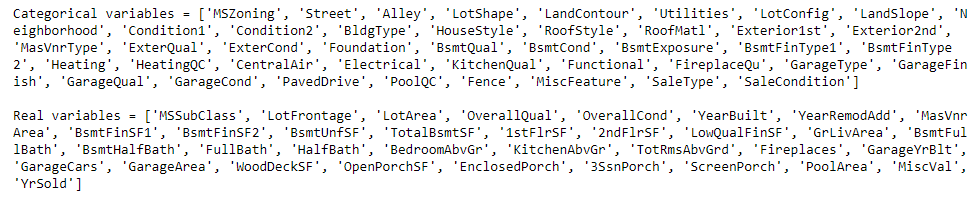 Categorical variables = ['MSZoning', 'Street', 'Alley', 'LotShape', 'LandContour', 'Utilities', 'LotConfig', 'LandSlope', 'N
eighborhood', 'Condition1', 'Condition2', 'BldgType', 'HouseStyle', 'RoofStyle', 'RoofMatl', 'Exterior1st', 'Exterior2nd',
'MasVnrType', 'ExterQual', 'ExterCond', 'Foundation', 'BsmtQual', 'BsmtCond', 'BsmtExposure', 'BsmtFinType1', 'BsmtFinType
2', 'Heating', 'HeatingQC', 'CentralAir', 'Electrical', 'KitchenQual', 'Functional', 'FireplaceQu', 'GarageType', 'GarageFin
ish', 'GarageQual', 'GarageCond', 'PavedDrive', 'PoolQC', 'Fence', 'MiscFeature', 'SaleType', 'SaleCondition']
Real variables = ['MSSubClass', 'LotFrontage', 'LotArea', 'OverallQual', 'OverallCond', 'YearBuilt', 'YearRemodAdd', 'MasVnr
Area', 'BsmtFinSF1', 'BsmtFinSF2', 'BsmtUnfSF', 'TotalBsmtSF', '1stFlrSF', '2ndFlrSF', 'LowQualFinSF', 'GrLivArea', 'BsmtFu
llBath', 'BsmtHalfBath', 'FullBath', 'HalfBath', 'BedroomAbvGr', 'KitchenAbvGr', 'TotRmsAbvGrd', 'Fireplaces', 'GarageYrBlt',
'GarageCars', 'GarageArea', 'WoodDeckSF', 'OpenPorchSF', 'EnclosedPorch', '3SsnPorch', 'ScreenPorch', 'PoolArea', 'MiscVal',
'YrSold']